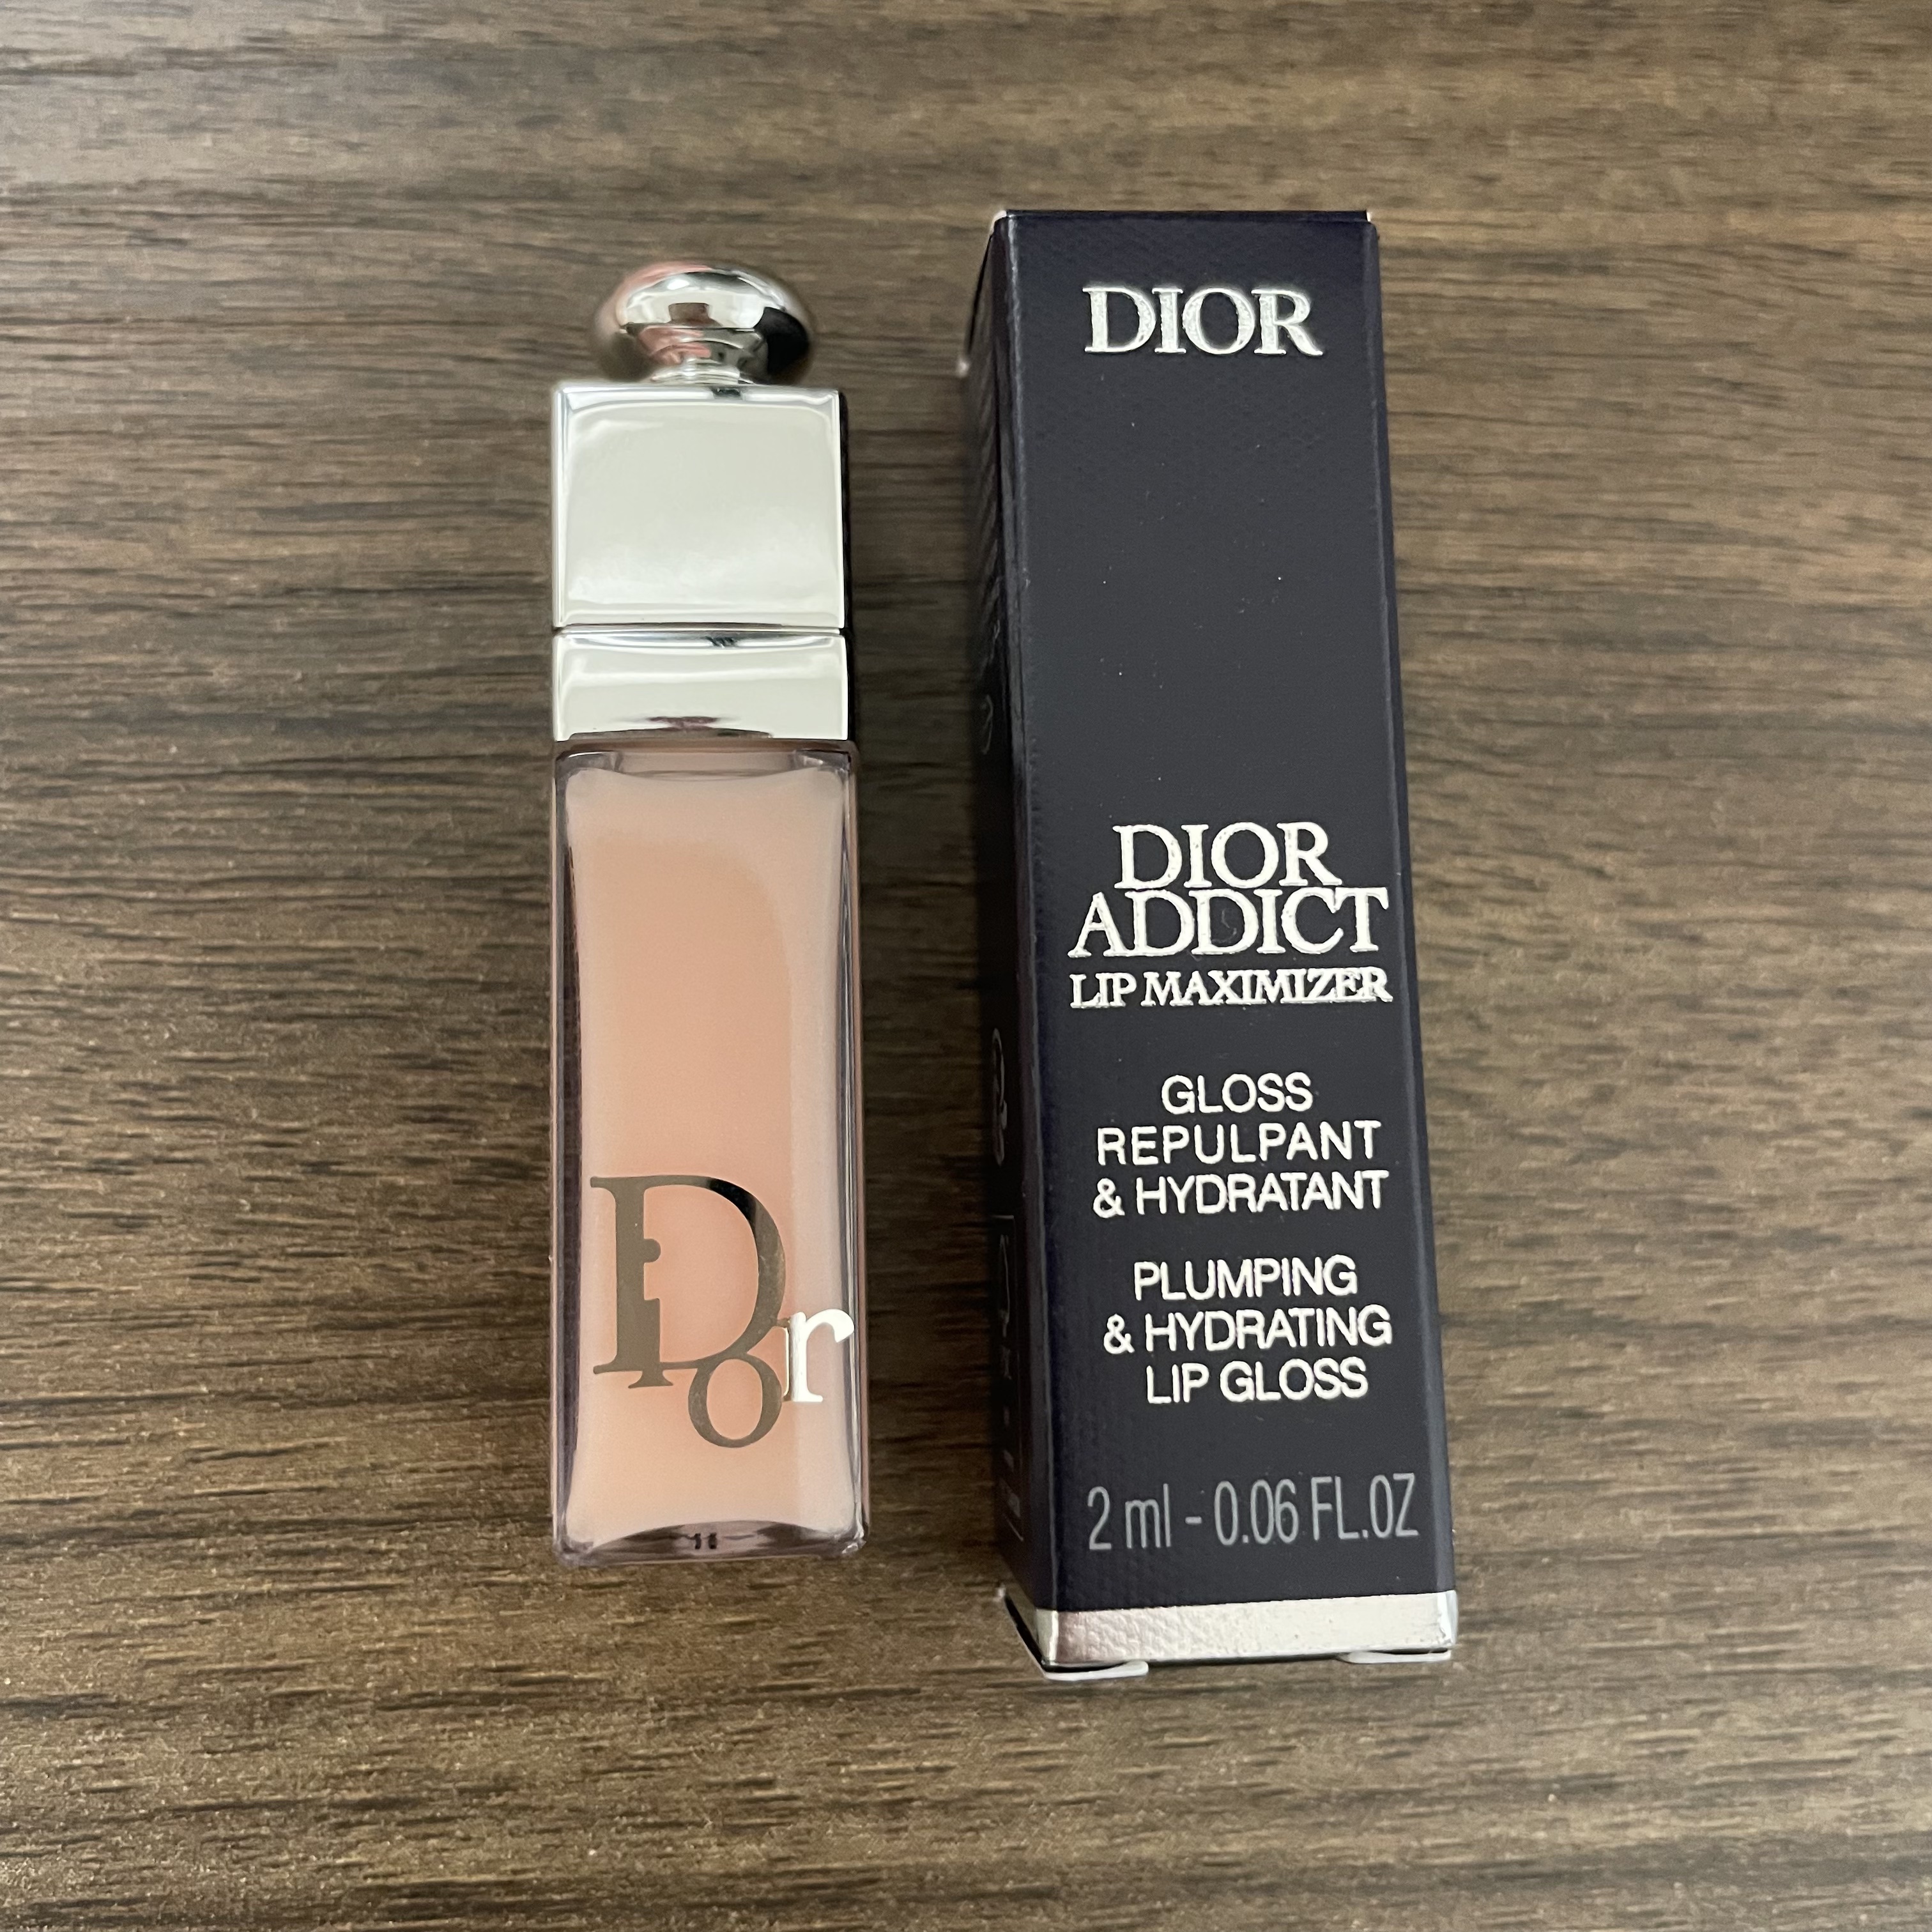 Dior
DIOR
DIOR
ADDICT
LIP MAXIMIZER
GLOSS
REPULPANT
& HYDRATANT
PLUMPING
& HYDRATING
LIP GLOSS
2 ml - 0.06 FL.OZ